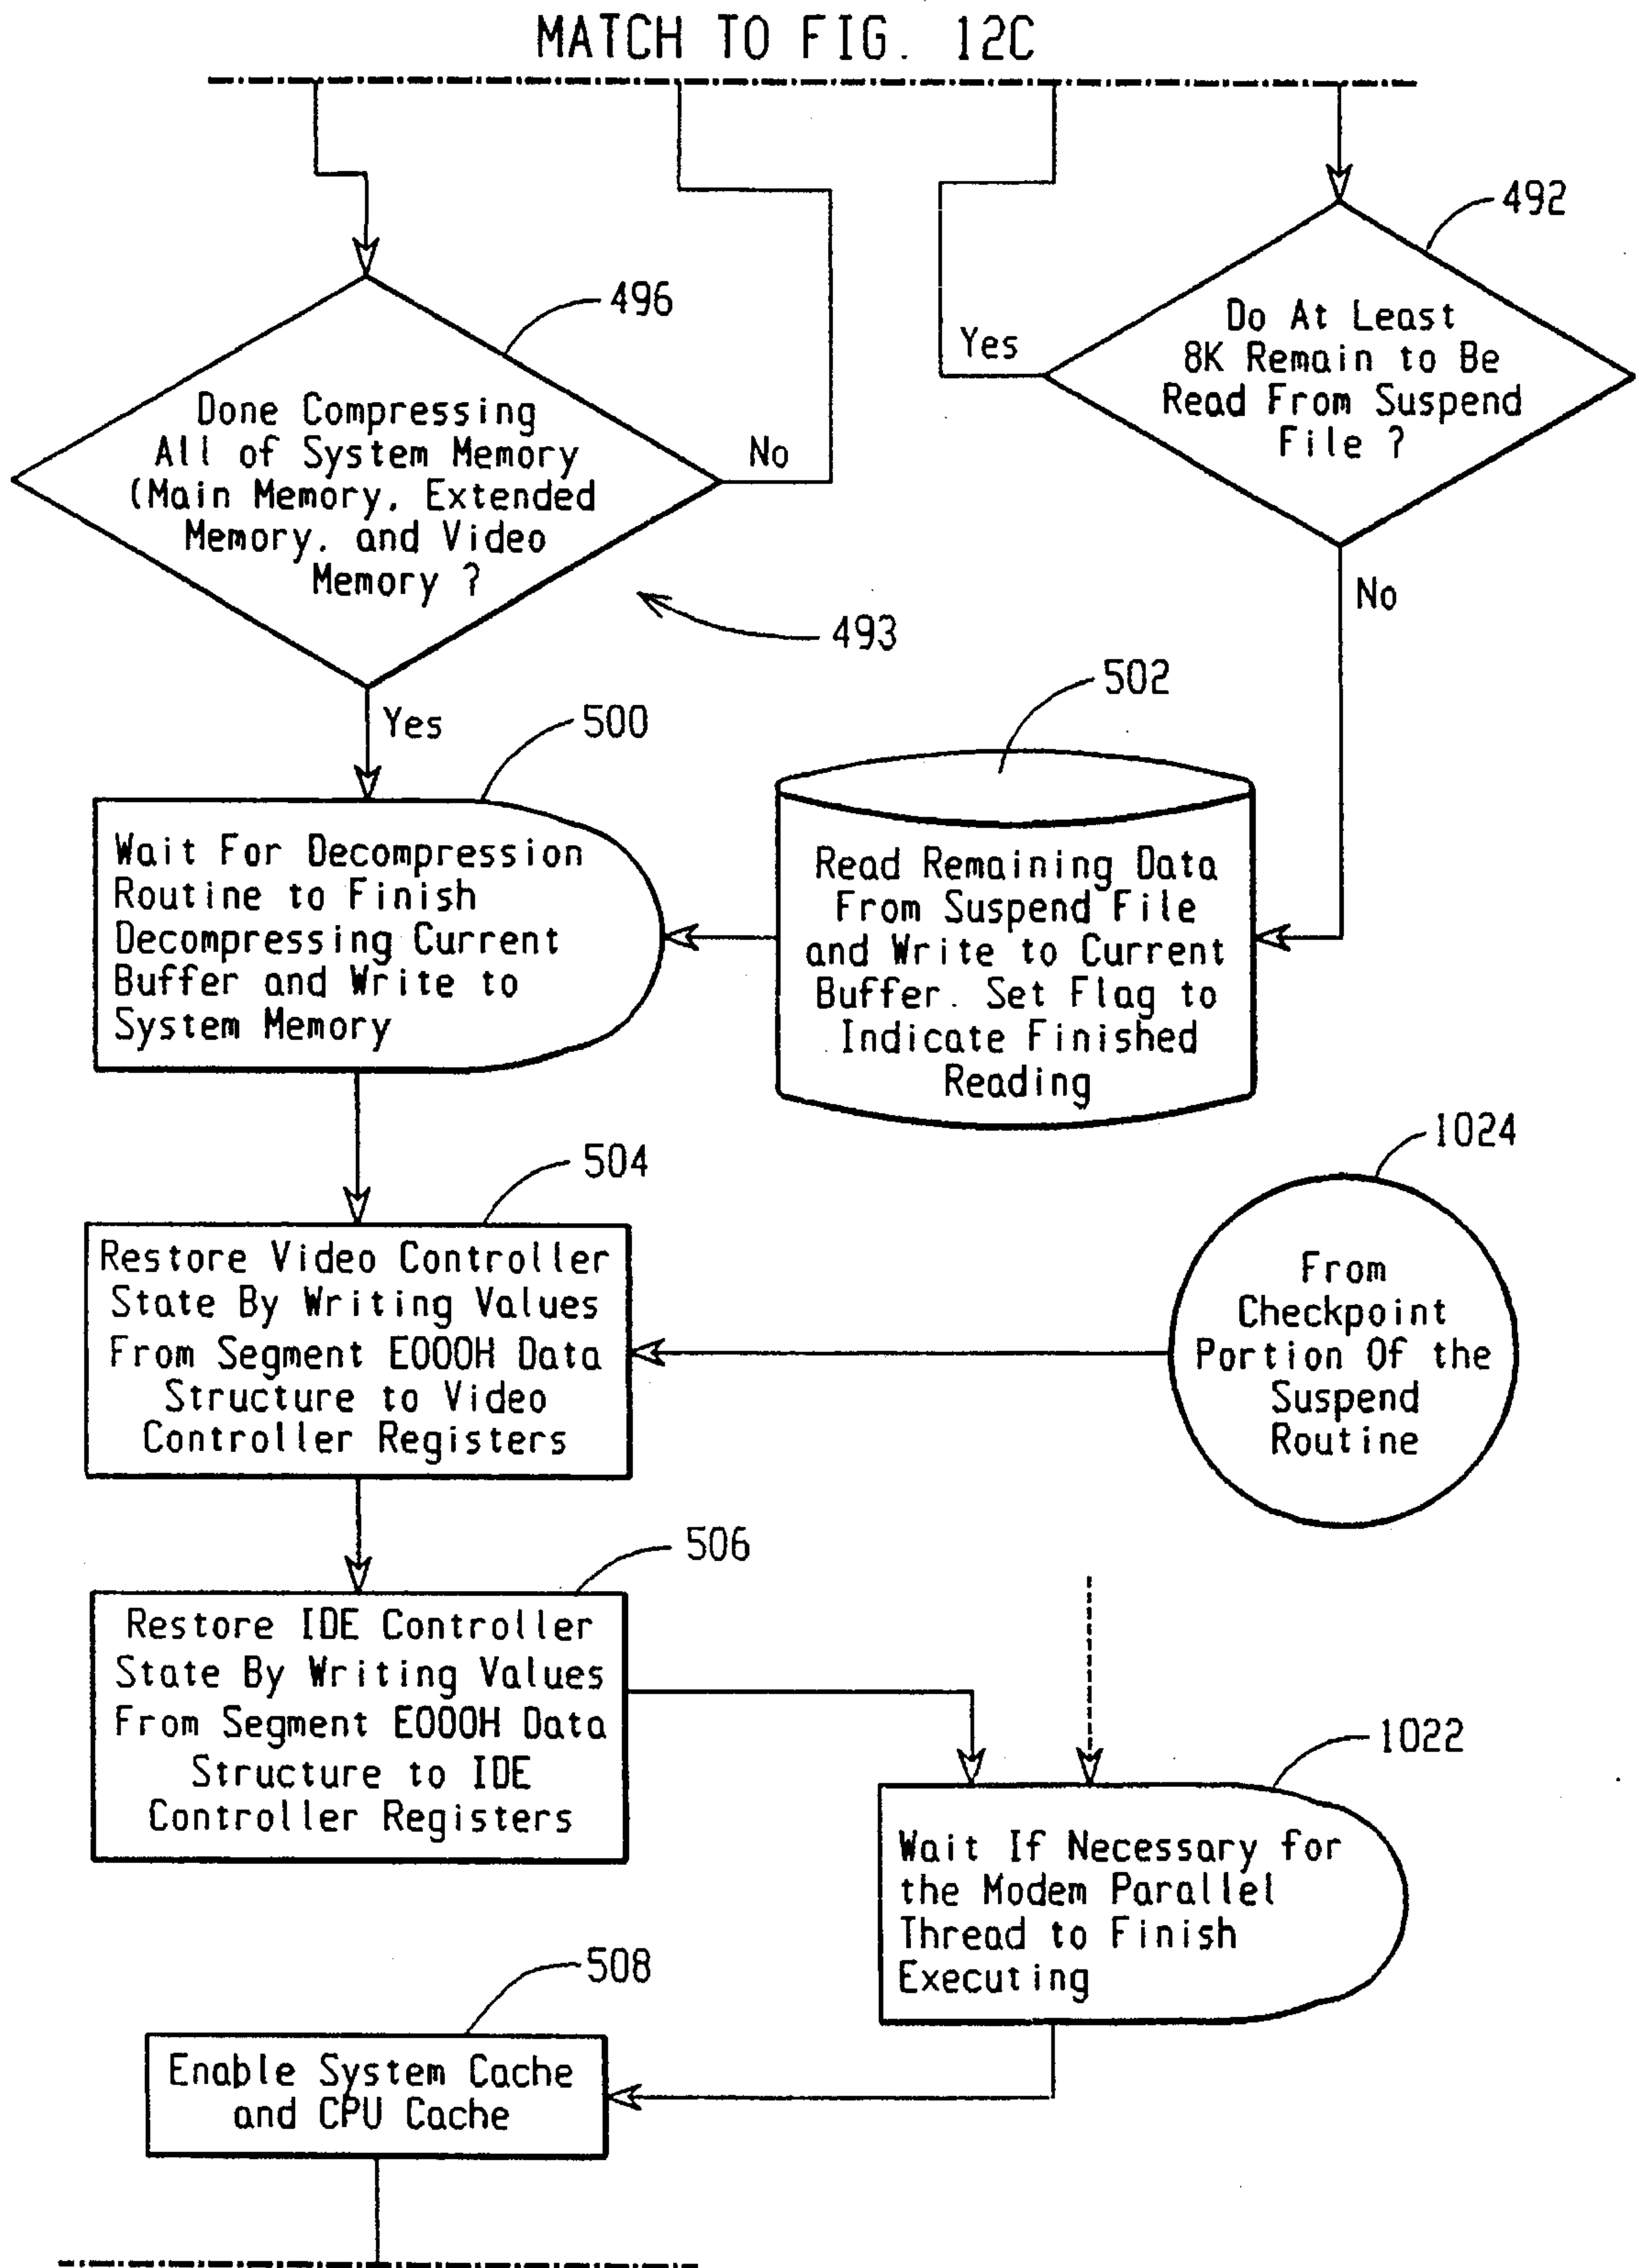 MATCH TO FIG. 12C
492
Do At Least
8K Remain to Be
Read From Suspend
File ?
Yes
No
496
Done Compressing
All of System Memory
(Main Memory, Extended
Memory, and Video
Memory ?
No
Yes
493
500
Wait For Decompression
Routine to Finish
Decompressing Current
Buffer and Write to
System Memory
502
Read Remaining Data
From Suspend File
and Write to Current
Buffer. Set Flag to
Indicate Finished
Reading
504
Restore Video Controller
State By Writing Values
From Segment E000H Data
Structure to Video
Controller Registers
1024
From
Checkpoint
Portion Of the
Suspend
Routine
506
Restore IDE Controller
State By Writing Values
From Segment E000H Data
Structure to IDE
Controller Registers
1022
Wait If Necessary for
the Modem Parallel
Thread to Finish
Executing
508
Enable System Cache
and CPU Cache